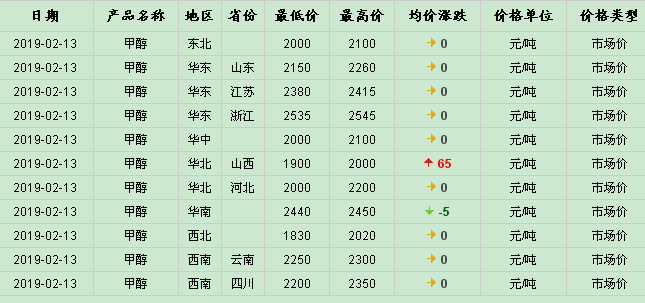 日期 产品名称 地区 省份 最低价 最高价 均价涨跌 价格单位 价格类型
2019-02-13 甲醇 东北 2000 2100 0 元/吨 市场价
2019-02-13 甲醇 华东 山东 2150 2260 0 元/吨 市场价
2019-02-13 甲醇 华东 江苏 2380 2415 0 元/吨 市场价
2019-02-13 甲醇 华东 浙江 2535 2545 0 元/吨 市场价
2019-02-13 甲醇 华中 2000 2100 0 元/吨 市场价
2019-02-13 甲醇 华北 山西 1900 2000 65 元/吨 市场价
2019-02-13 甲醇 华北 河北 2000 2200 0 元/吨 市场价
2019-02-13 甲醇 华南 2440 2450 -5 元/吨 市场价
2019-02-13 甲醇 西北 1830 2020 0 元/吨 市场价
2019-02-13 甲醇 西南 云南 2250 2300 0 元/吨 市场价
2019-02-13 甲醇 西南 四川 2200 2350 0 元/吨 市场价